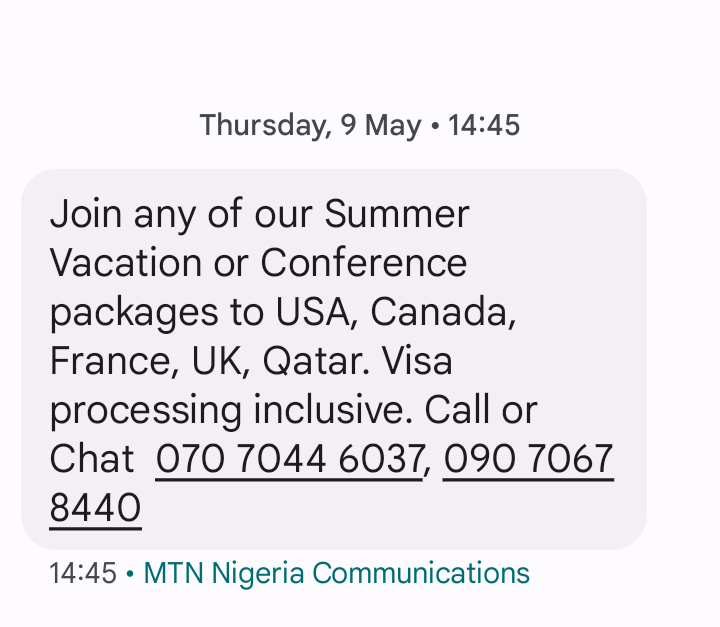 Thursday, 9 May • 14:45
Join any of our Summer
Vacation or Conference
packages to USA, Canada,
France, UK, Qatar. Visa
processing inclusive. Call or
Chat  070 7044 6037, 090 7067
8440
14:45 • MTN Nigeria Communications